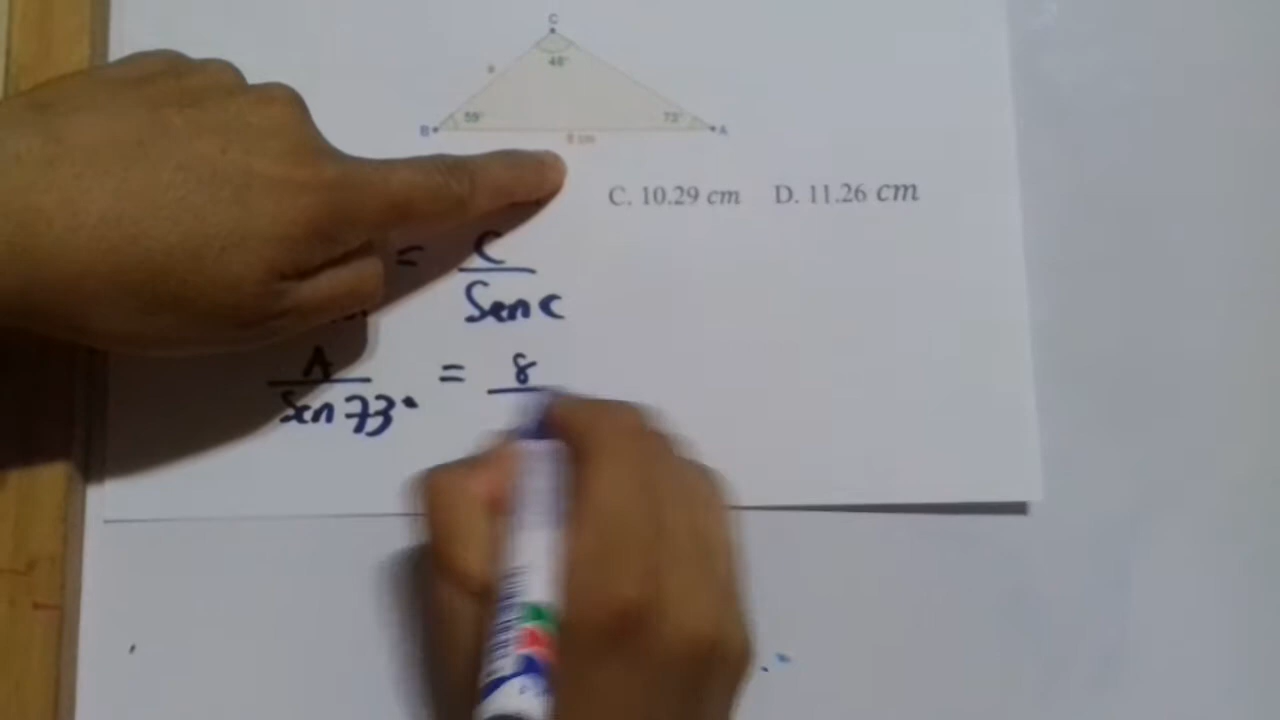 C
48°
a
59° 73°
B A
8 cm
C. 10.29 cm D. 11.26 cm
= C
Sen C
A = 8
Sen 73°